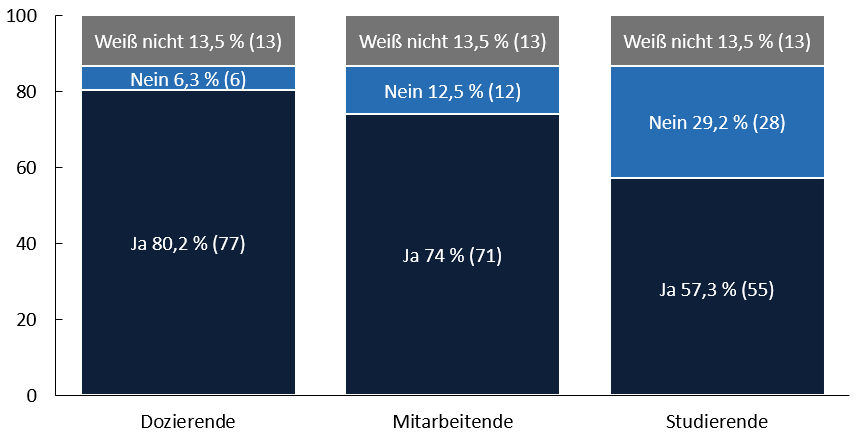 100
80
60
40
20
0
Weiß nicht 13,5 % (13)
Nein 6,3 % (6)
Ja 80,2 % (77)
Weiß nicht 13,5 % (13)
Nein 12,5 % (12)
Ja 74 % (71)
Weiß nicht 13,5 % (13)
Nein 29,2 % (28)
Ja 57,3 % (55)
Dozierende
Mitarbeitende
Studierende